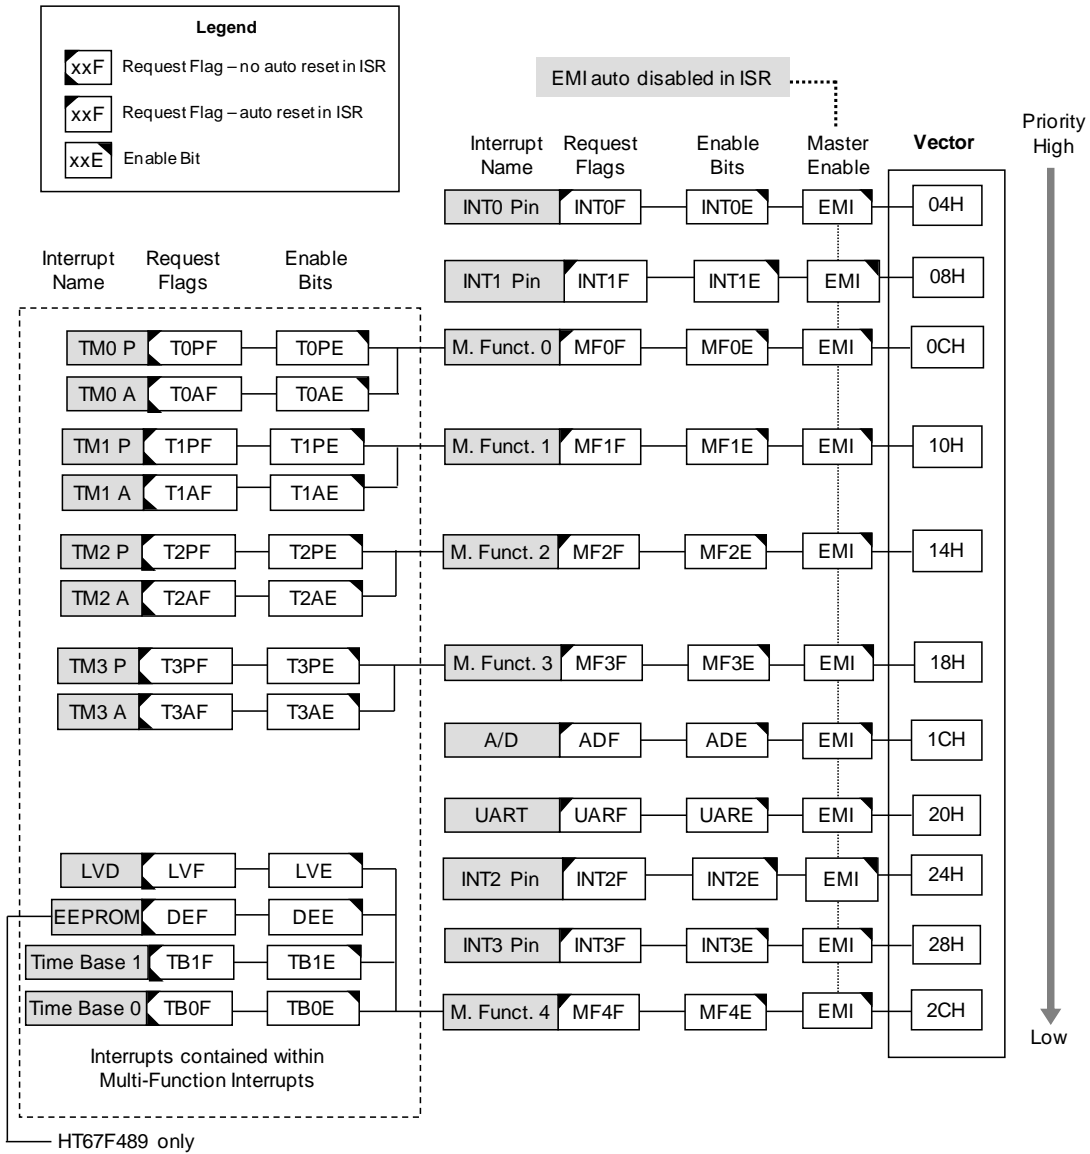 Legend
xxF Request Flag – no auto reset in ISR
xxF Request Flag – auto reset in ISR
xxE Enable Bit
EMI auto disabled in ISR
Priority
High
Interrupt Name
Request Flags
Enable Bits
Master Enable
Vector
INT0 Pin INT0F INT0E EMI 04H
INT1 Pin INT1F INT1E EMI 08H
Interrupt Name
Request Flags
Enable Bits
TM0 P T0PF T0PE M. Funct. 0 MF0F MF0E EMI 0CH
TM0 A T0AF T0AE
TM1 P T1PF T1PE M. Funct. 1 MF1F MF1E EMI 10H
TM1 A T1AF T1AE
TM2 P T2PF T2PE M. Funct. 2 MF2F MF2E EMI 14H
TM2 A T2AF T2AE
TM3 P T3PF T3PE M. Funct. 3 MF3F MF3E EMI 18H
TM3 A T3AF T3AE
A/D ADF ADE EMI 1CH
UART UARF UARE EMI 20H
LVD LVF LVE
INT2 Pin INT2F INT2E EMI 24H
EEPROM DEF DEE
INT3 Pin INT3F INT3E EMI 28H
Time Base 1 TB1F TB1E
Time Base 0 TB0F TB0E M. Funct. 4 MF4F MF4E EMI 2CH
Low
Interrupts contained within
Multi-Function Interrupts
HT67F489 only